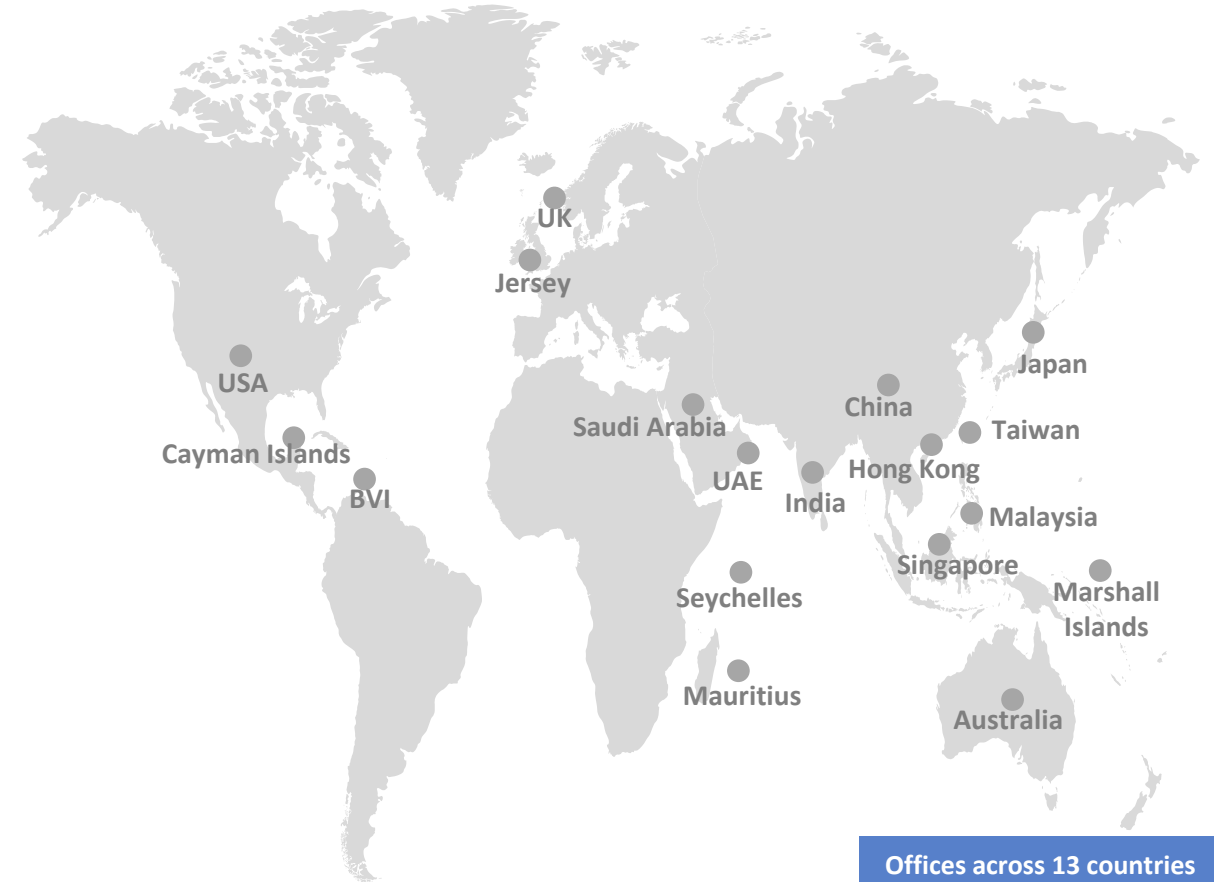 UK
Jersey
Japan
USA
China
Saudi Arabia
Taiwan
Cayman Islands
Hong Kong
UAE
BVI
India
Malaysia
Singapore
Seychelles
Marshall
Islands
Mauritius
Australia
Offices across 13 countries